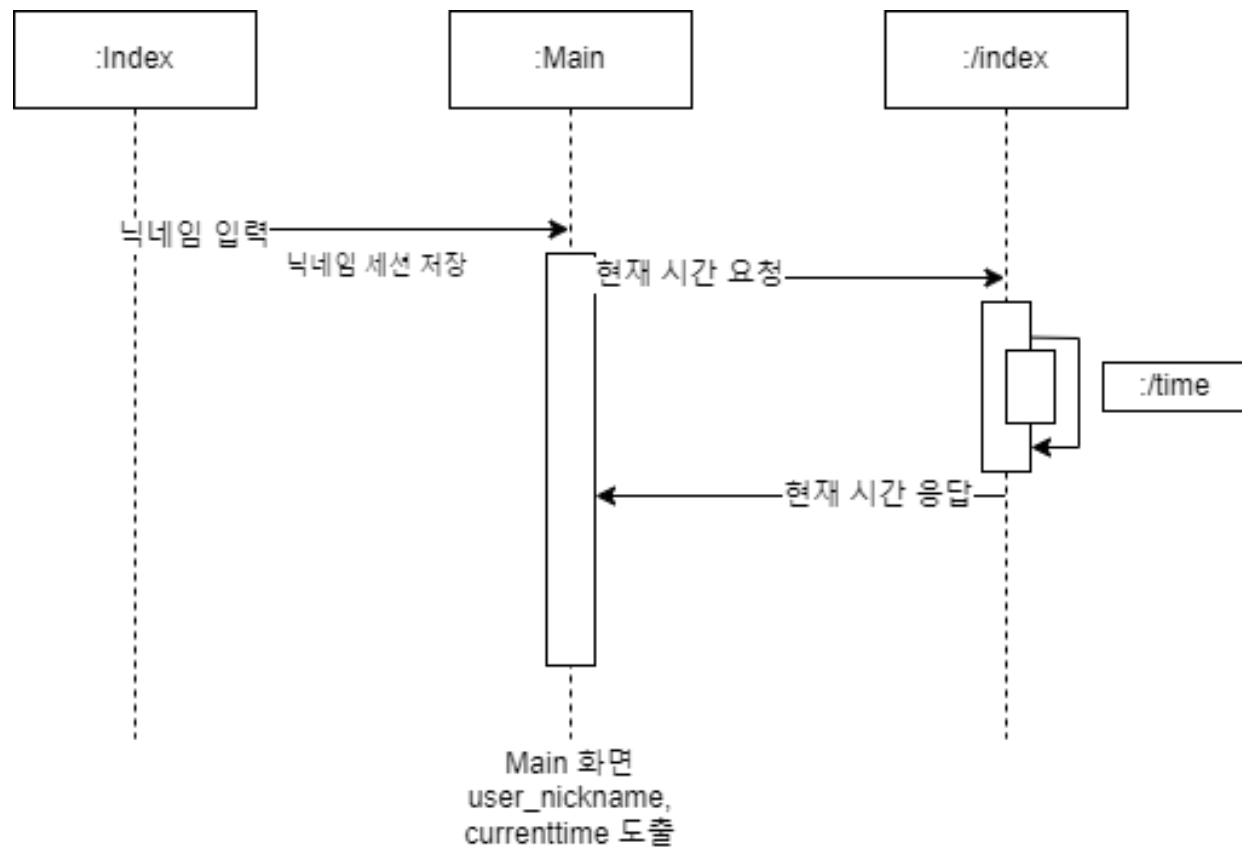 :Index
:Main
:/index
닉네임 입력
닉네임 세션 저장
현재 시간 요청
:/time
현재 시간 응답
Main 화면
user_nickname,
currenttime 도출